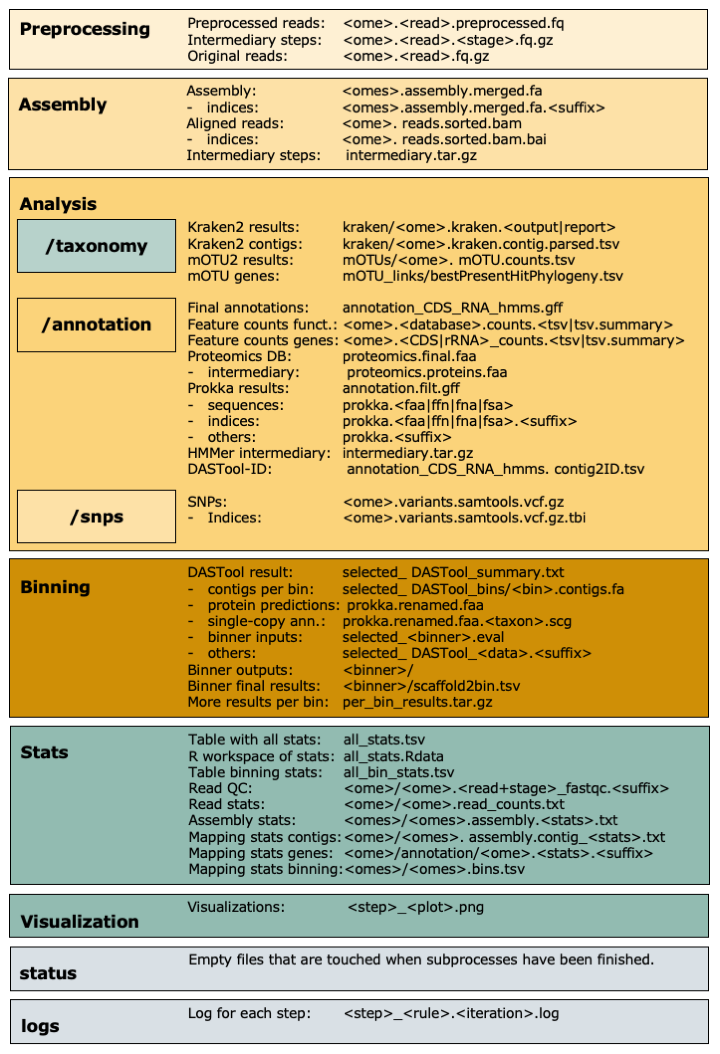 Preprocessing
Preprocessed reads: <ome>.<read>.preprocessed.fq
Intermediary steps: <ome>.<read>.<stage>.fq.gz
Original reads: <ome>.<read>.fq.gz
Assembly
Assembly: <omes>.assembly.merged.fa
- indices: <omes>.assembly.merged.fa.<suffix>
Aligned reads: <ome>. reads.sorted.bam
- indices: <ome>. reads.sorted.bam.bai
Intermediary steps: intermediary.tar.gz
Analysis
/taxonomy
Kraken2 results: kraken/<ome>.kraken.<output|report>
Kraken2 contigs: kraken/<ome>.kraken.contig.parsed.tsv
mOTU2 results: mOTUs/<ome>. mOTU.counts.tsv
mOTU genes: mOTU_links/bestPresentHitPhylogeny.tsv
/annotation
Final annotations: annotation_CDS_RNA_hmms.gff
Feature counts funct.: <ome>.<database>.counts.<tsv|tsv.summary>
Feature counts genes: <ome>.<CDS|rRNA>_counts.<tsv|tsv.summary>
Proteomics DB: proteomics.final.faa
- intermediary: proteomics.proteins.faa
Prokka results: annotation.filt.gff
- sequences: prokka.<faa|ffn|fna|fsa>
- indices: prokka.<faa|ffn|fna|fsa>.<suffix>
- others: prokka.<suffix>
HMMer intermediary: intermediary.tar.gz
DASTool-ID: annotation_CDS_RNA_hmms. contig2ID.tsv
/snps
SNPs: <ome>.variants.samtools.vcf.gz
- Indices: <ome>.variants.samtools.vcf.gz.tbi
Binning
DASTool result: selected_ DASTool_summary.txt
- contigs per bin: selected_ DASTool_bins/<bin>.contigs.fa
- protein predictions: prokka.renamed.faa
- single-copy ann.: prokka.renamed.faa.<taxon>.scg
- binner inputs: selected_<binner>.eval
- others: selected_ DASTool_<data>.<suffix>
Binner outputs: <binner>/
Binner final results: <binner>/scaffold2bin.tsv
More results per bin: per_bin_results.tar.gz
Stats
Table with all stats: all_stats.tsv
R workspace of stats: all_stats.Rdata
Table binning stats: all_bin_stats.tsv
Read QC: <ome>/<ome>.<read+stage>_fastqc.<suffix>
Read stats: <ome>/<ome>.read_counts.txt
Assembly stats: <omes>/<omes>.assembly.<stats>.txt
Mapping stats contigs: <ome>/<omes>. assembly.contig_<stats>.txt
Mapping stats genes: <ome>/annotation/<ome>.<stats>.<suffix>
Mapping stats binning: <omes>/<omes>.bins.tsv
Visualization
Visualizations: <step>_<plot>.png
status
Empty files that are touched when subprocesses have been finished.
logs
Log for each step: <step>_<rule>.<iteration>.log